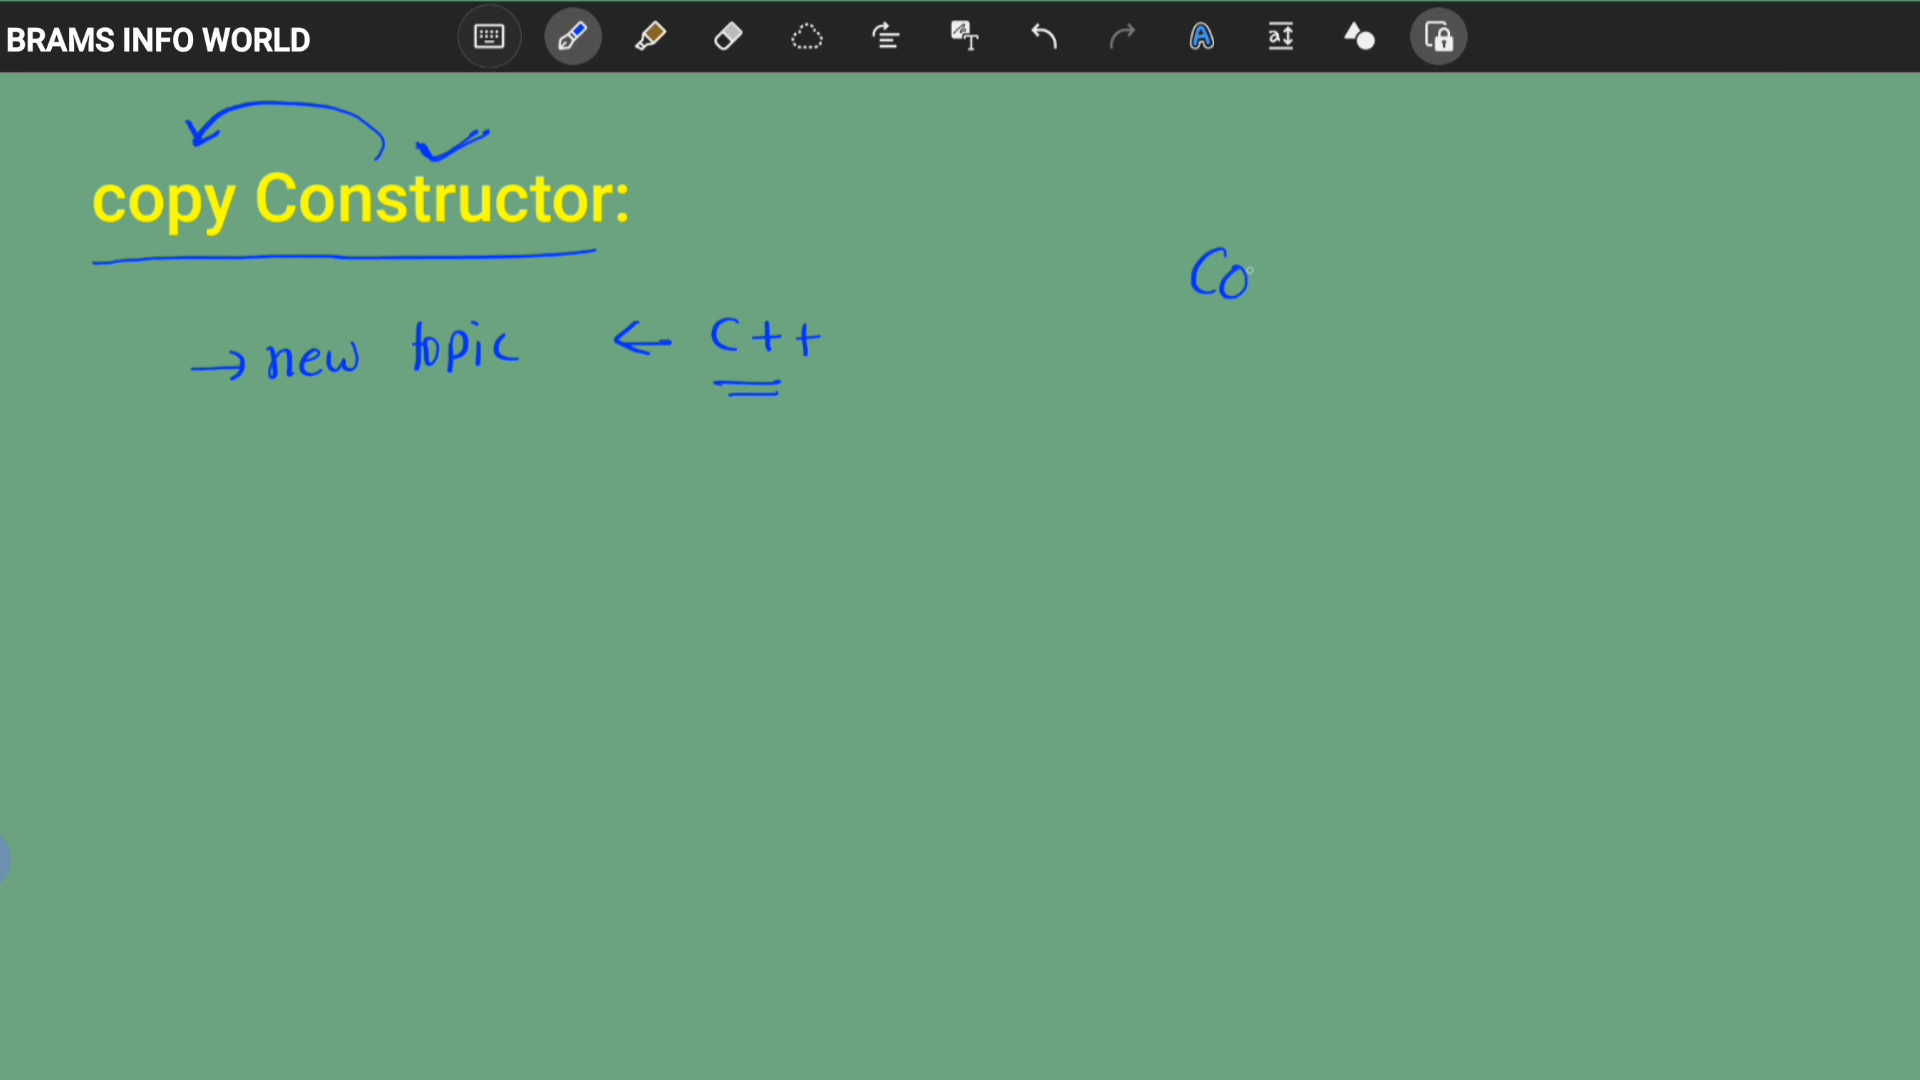 BRAMS INFO WORLD
copy Constructor:
Co
→ new topic ← C++